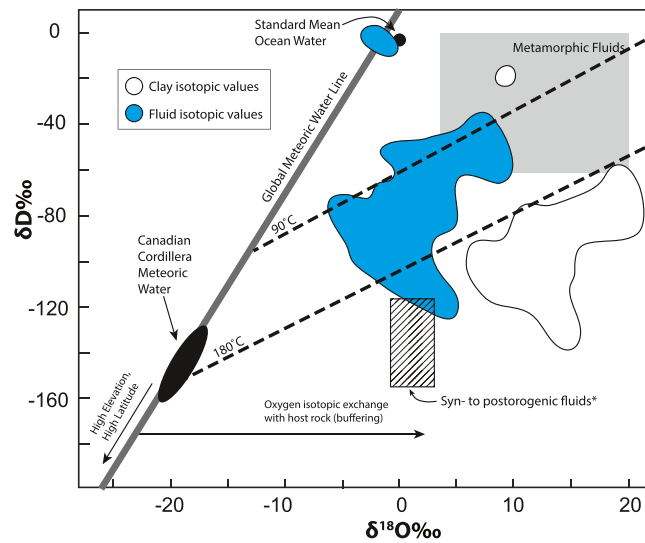 Standard Mean
Ocean Water
Metamorphic Fluids
Clay isotopic values
Fluid isotopic values
Global Meteoric Water Line
90°C
Canadian
Cordillera
Meteoric
Water
180°C
High Elevation,
High Latitude
Oxygen isotopic exchange
with host rock (buffering)
Syn- to postorogenic fluids*
δD‰
0
-40
-80
-120
-160
-20
-10
0
10
20
δ¹⁸O‰